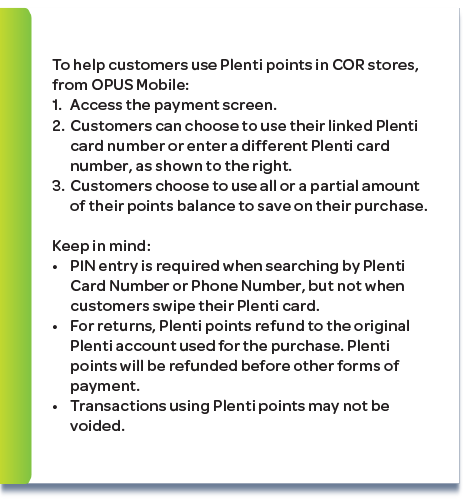 To help customers use Plenti points in COR stores,
from OPUS Mobile:
1. Access the payment screen.
2. Customers can choose to use their linked Plenti
card number or enter a different Plenti card
number, as shown to the right.
3. Customers choose to use all or a partial amount
of their points balance to save on their purchase.
Keep in mind:
• PIN entry is required when searching by Plenti
Card Number or Phone Number, but not when
customers swipe their Plenti card.
• For returns, Plenti points refund to the original
Plenti account used for the purchase. Plenti
points will be refunded before other forms of
payment.
• Transactions using Plenti points may not be
voided.